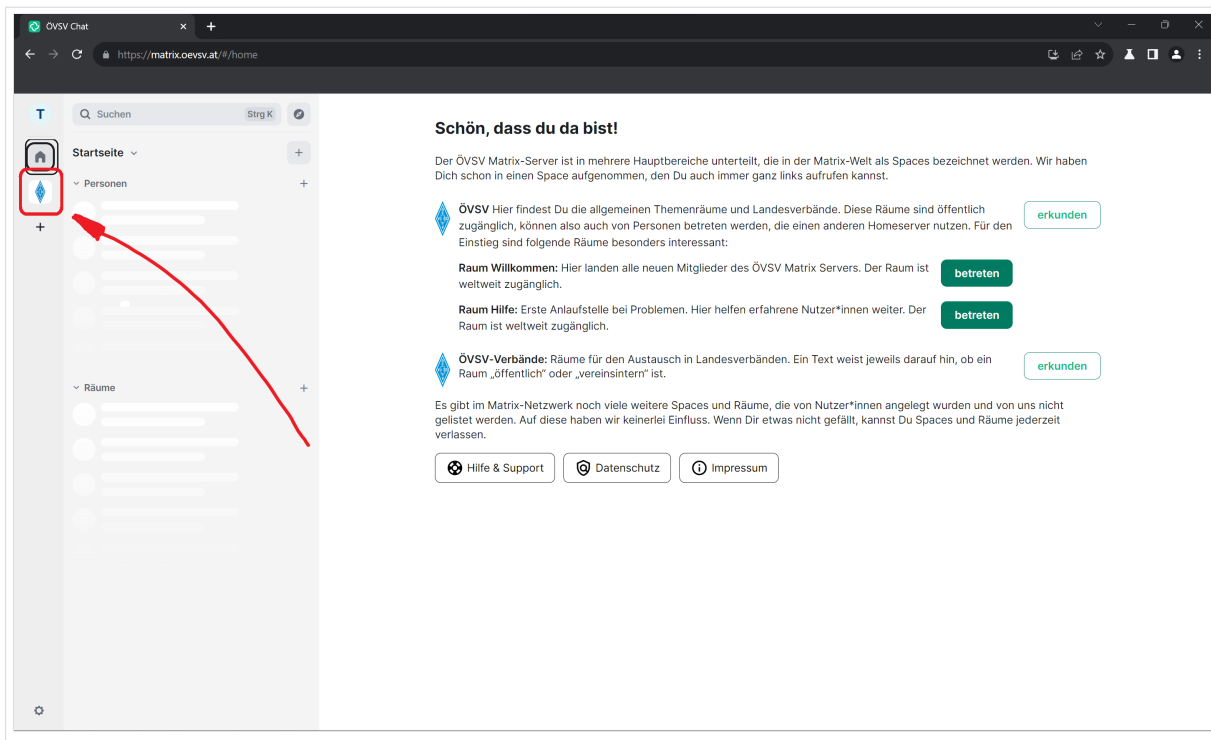 ÖVSV Chat
https://matrix.oevsv.at/#/home
T
Suchen Strg K
Startseite
Personen
Räume
Schön, dass du da bist!
Der ÖVSV Matrix-Server ist in mehrere Hauptbereiche unterteilt, die in der Matrix-Welt als Spaces bezeichnet werden. Wir haben
Dich schon in einen Space aufgenommen, den Du auch immer ganz links aufrufen kannst.
ÖVSV Hier findest Du die allgemeinen Themenräume und Landesverbände. Diese Räume sind öffentlich
zugänglich, können also auch von Personen betreten werden, die einen anderen Homeserver nutzen. Für den
Einstieg sind folgende Räume besonders interessant:
erkunden
Raum Willkommen: Hier landen alle neuen Mitglieder des ÖVSV Matrix Servers. Der Raum ist
weltweit zugänglich.
betreten
Raum Hilfe: Erste Anlaufstelle bei Problemen. Hier helfen erfahrene Nutzer*innen weiter. Der
Raum ist weltweit zugänglich.
betreten
ÖVSV-Verbände: Räume für den Austausch in Landesverbänden. Ein Text weist jeweils darauf hin, ob ein
Raum „öffentlich" oder „vereinsintern" ist.
erkunden
Es gibt im Matrix-Netzwerk noch viele weitere Spaces und Räume, die von Nutzer*innen angelegt wurden und von uns nicht
gelistet werden. Auf diese haben wir keinerlei Einfluss. Wenn Dir etwas nicht gefällt, kannst Du Spaces und Räume jederzeit
verlassen.
Hilfe & Support
Datenschutz
Impressum